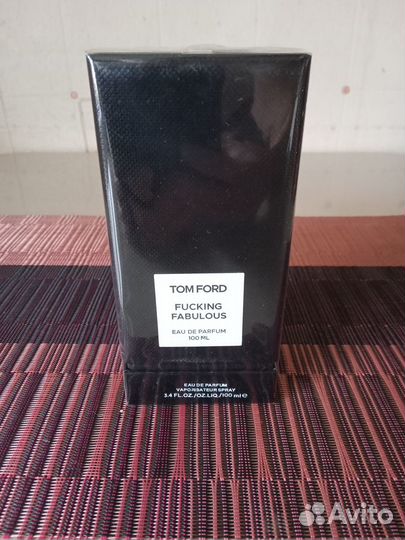 TOM FORD
FUCKING
FABULOUS
EAU DE PARFUM
100 ML
EAU DE PARFUM
VAPORISATEUR SPRAY
3.4 FL.OZ./OZ.LIQ./100 ml e
Avito